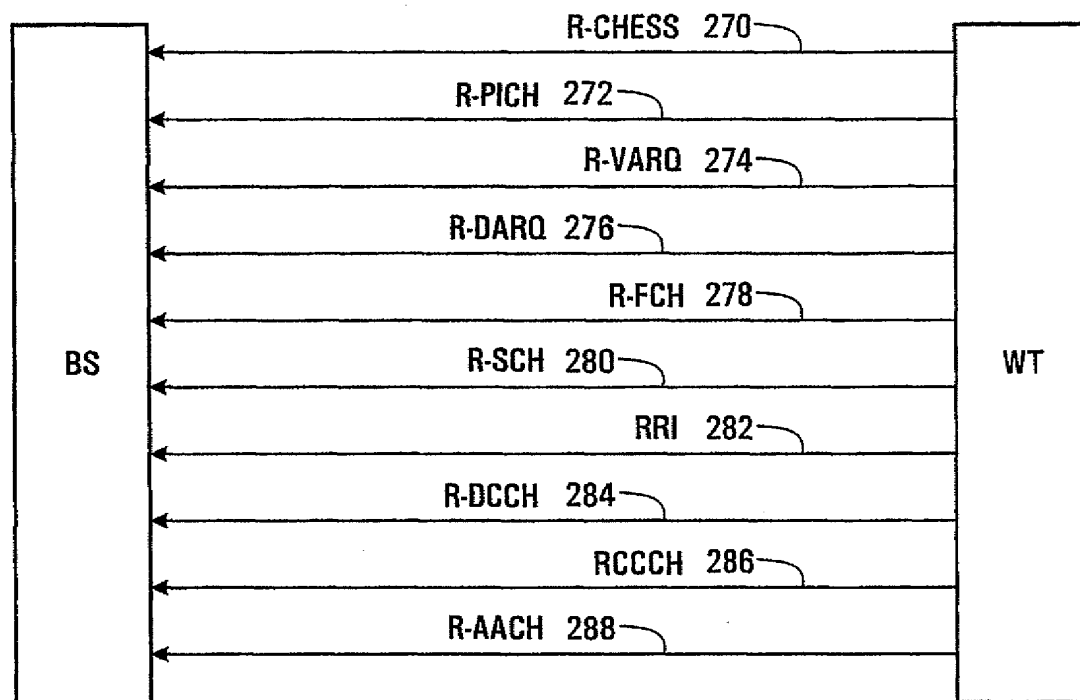 R-CHESS 270
R-PICH 272
R-VARQ 274
R-DARQ 276
R-FCH 278
BS
R-SCH 280
WT
RRI 282
R-DCCH 284
RCCCH 286
R-AACH 288